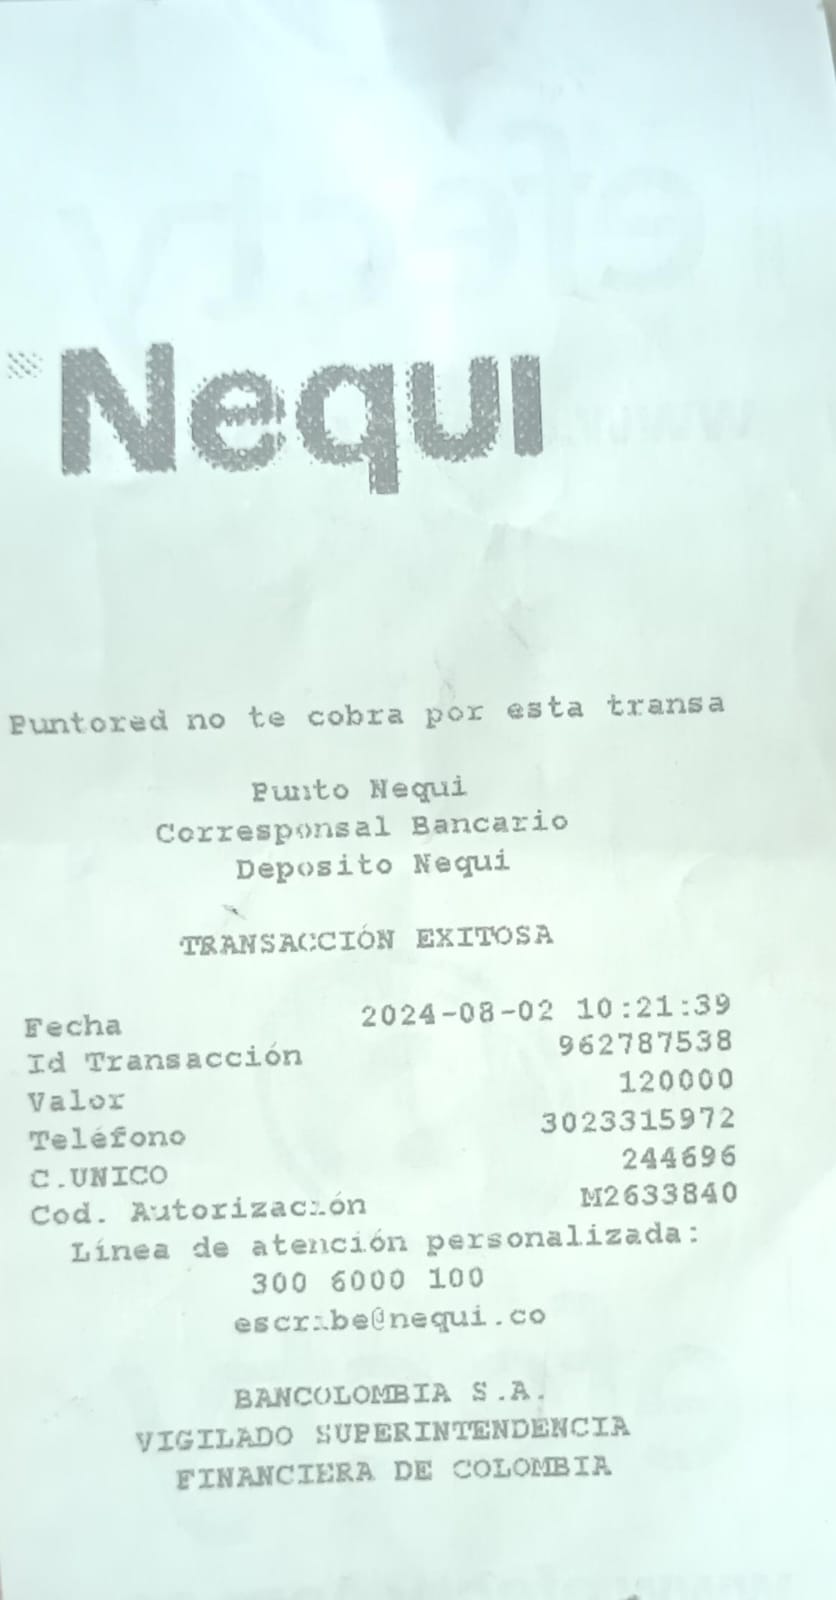 Nequi
Puntored no te cobra por esta transa
Punto Nequi
Corresponsal Bancario
Deposito Nequi
TRANSACCIÓN EXITOSA
Fecha 2024-08-02 10:21:39
Id Transacción 962787538
Valor 120000
Teléfono 3023315972
C.UNICO 244696
Cod. Autorización M2633840
Línea de atención personalizada:
300 6000 100
escribe@nequi.co
BANCOLOMBIA S.A.
VIGILADO SUPERINTENDENCIA
FINANCIERA DE COLOMBIA